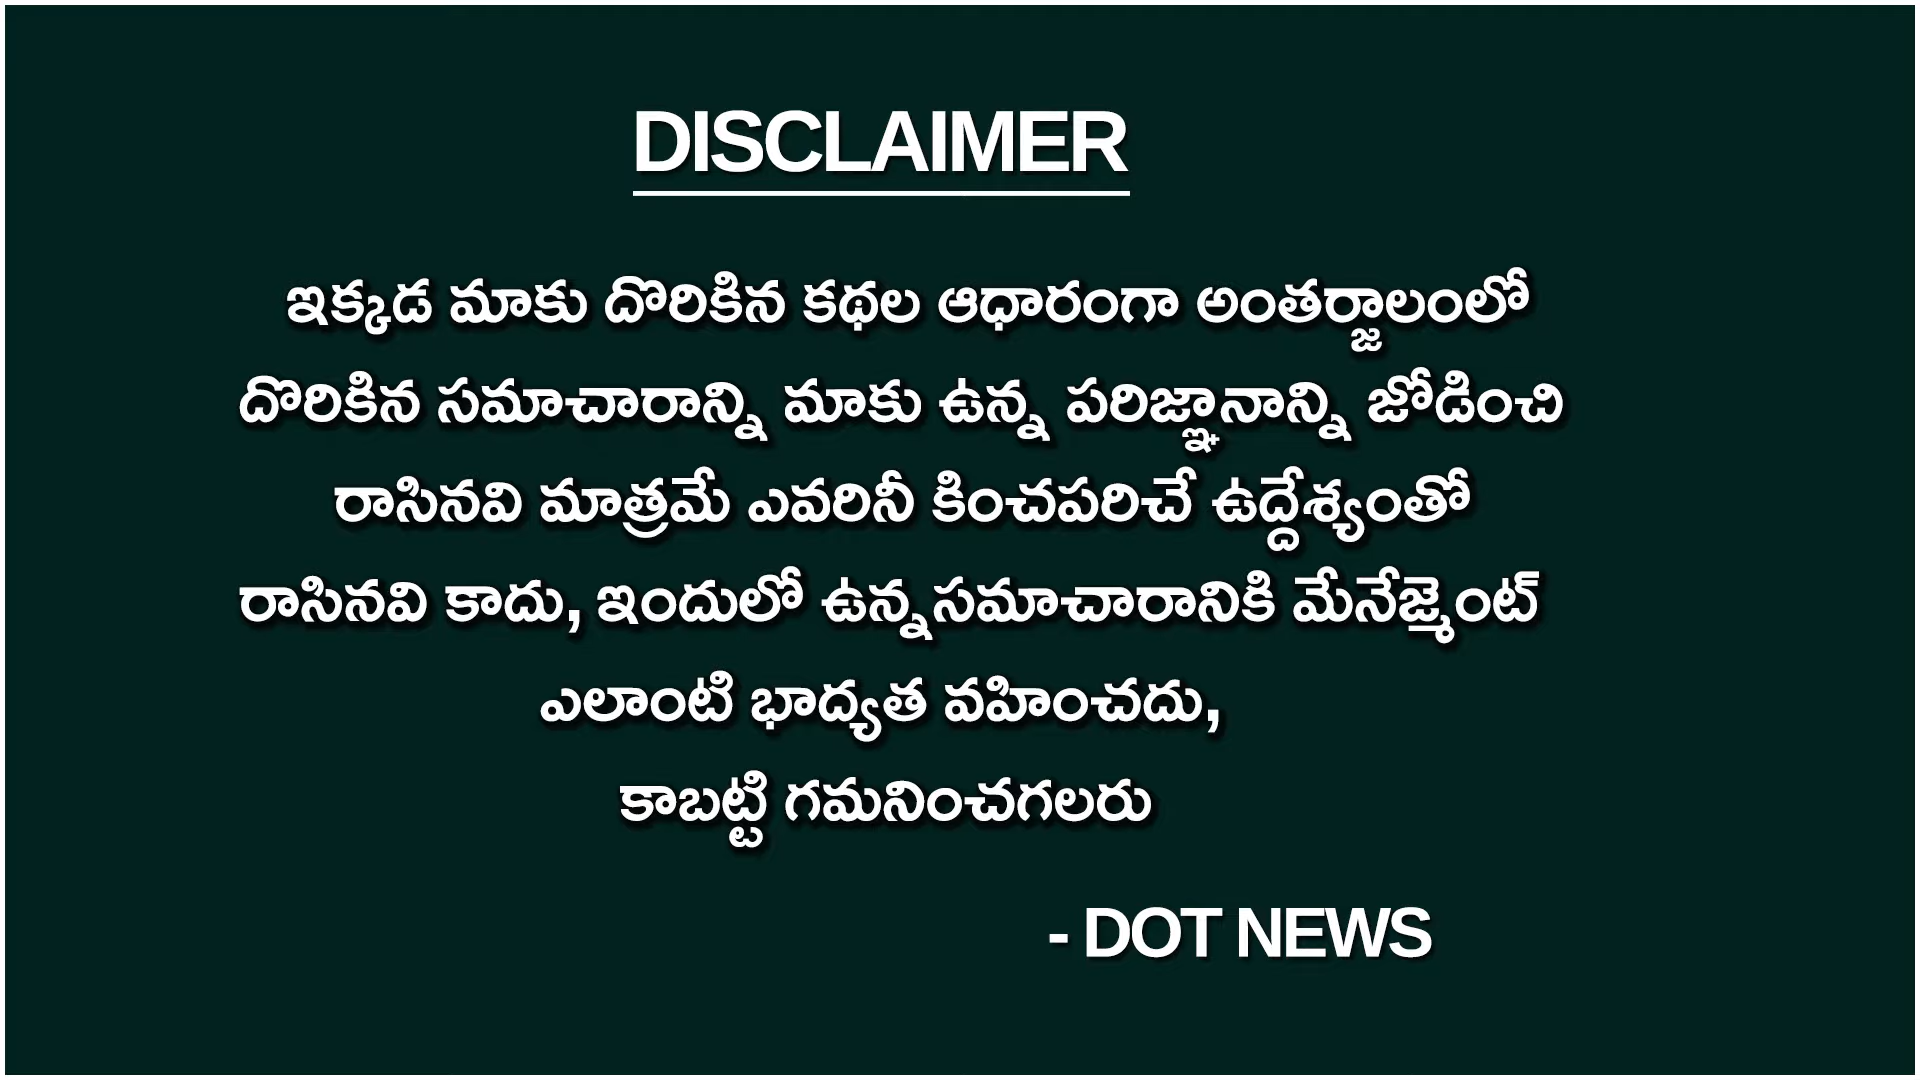 DISCLAIMER
ఇక్కడ మాకు దొరికిన కథల ఆధారంగా అంతర్జాలంలో
దొరికిన సమాచారాన్ని మాకు ఉన్న పరిజ్ఞానాన్ని జోడించి
రాసినవి మాత్రమే ఎవరినీ కించపరిచే ఉద్దేశ్యంతో
రాసినవి కాదు, ఇందులో ఉన్నసమాచారానికి మేనేజ్మెంట్
ఎలాంటి భాద్యత వహించదు,
కాబట్టి గమనించగలరు
- DOT NEWS